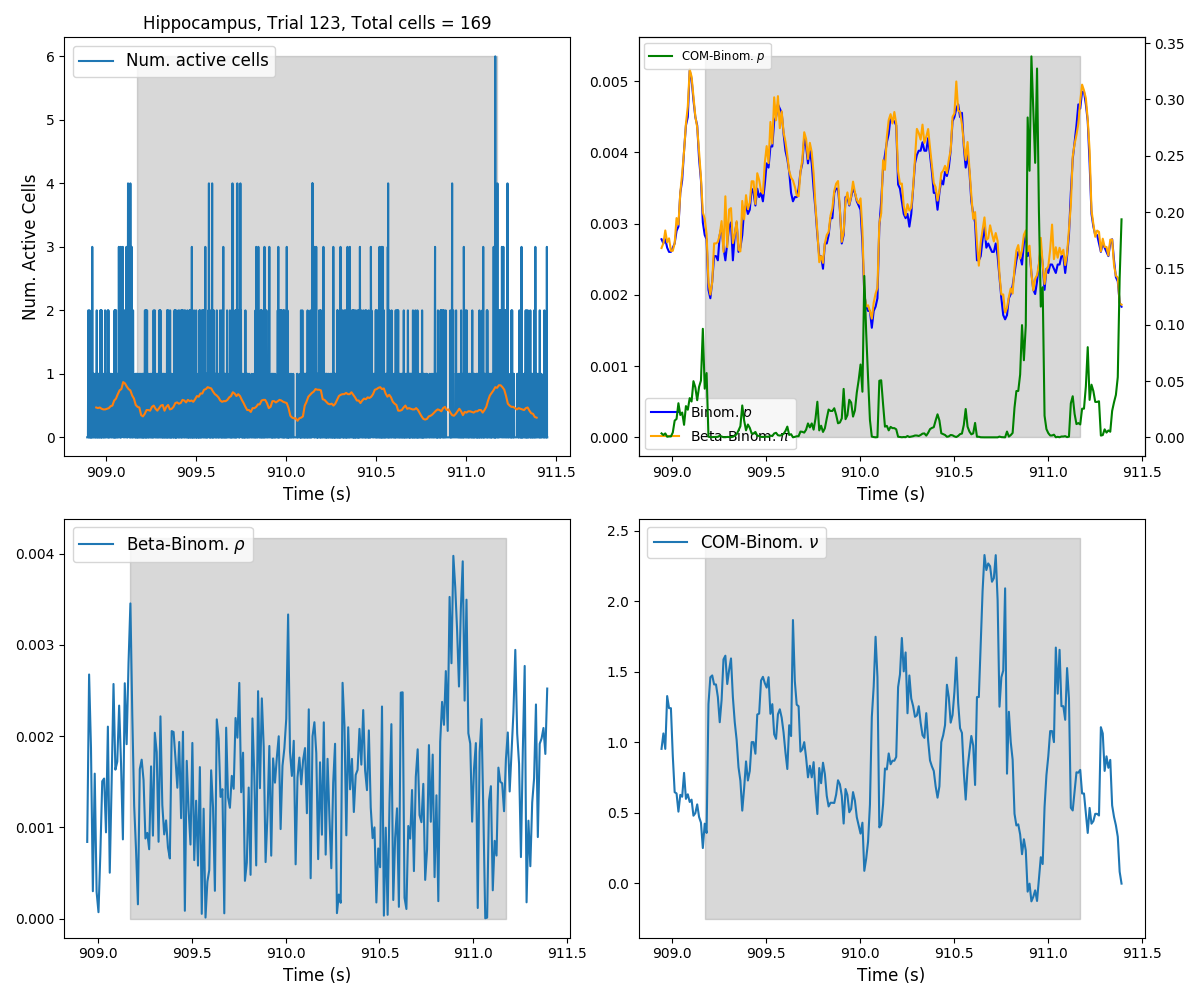 Hippocampus, Trial 123, Total cells = 169
Num. active cells
Num. Active Cells
6
5
4
3
2
1
0
909.0 909.5 910.0 910.5 911.0 911.5
Time (s)
COM-Binom. p
0.005
0.004
0.003
0.002
0.001
0.000
0.35
0.30
0.25
0.20
0.15
0.10
0.05
0.00
Binom. p
Beta-Binom. π
909.0 909.5 910.0 910.5 911.0 911.5
Time (s)
Beta-Binom. ρ
0.004
0.003
0.002
0.001
0.000
909.0 909.5 910.0 910.5 911.0 911.5
Time (s)
COM-Binom. ν
2.5
2.0
1.5
1.0
0.5
0.0
909.0 909.5 910.0 910.5 911.0 911.5
Time (s)